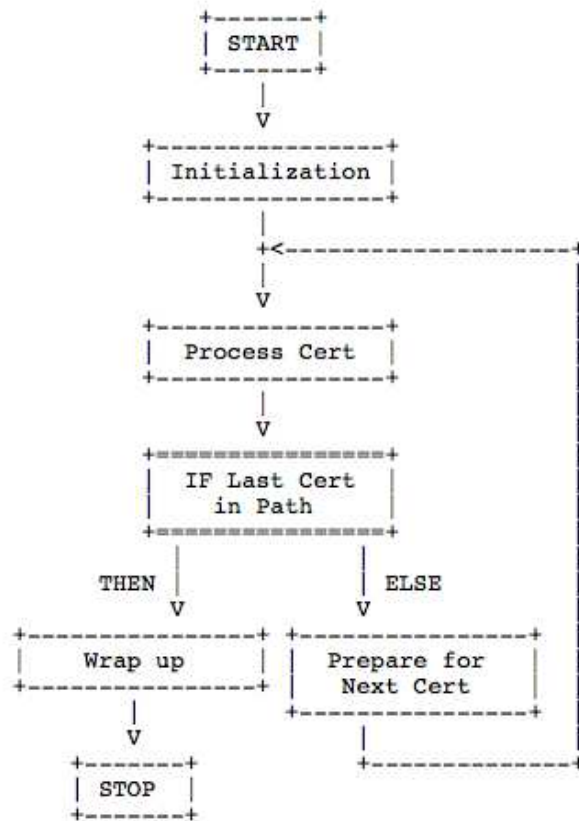 START
Initialization
Process Cert
IF Last Cert
in Path
THEN
ELSE
Wrap up
Prepare for
Next Cert
STOP